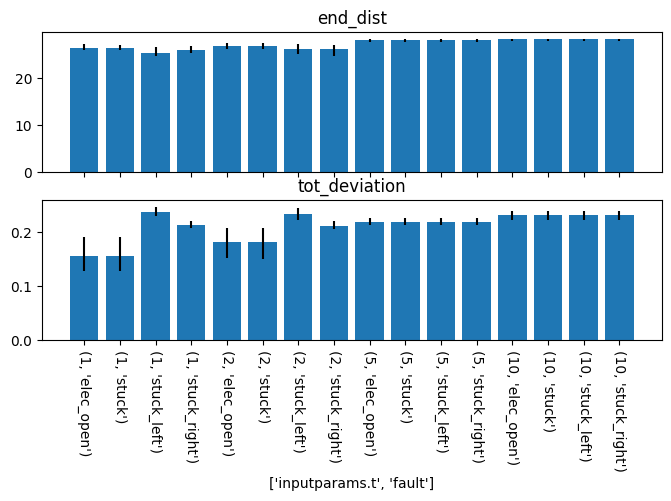 end_dist
20
10
0
tot_deviation
0.2
0.1
0.0
(1, 'elec_open')
(1, 'stuck')
(1, 'stuck_left')
(1, 'stuck_right')
(2, 'elec_open')
(2, 'stuck')
(2, 'stuck_left')
(2, 'stuck_right')
(5, 'elec_open')
(5, 'stuck')
(5, 'stuck_left')
(5, 'stuck_right')
(10, 'elec_open')
(10, 'stuck')
(10, 'stuck_left')
(10, 'stuck_right')
['inputparams.t', 'fault']